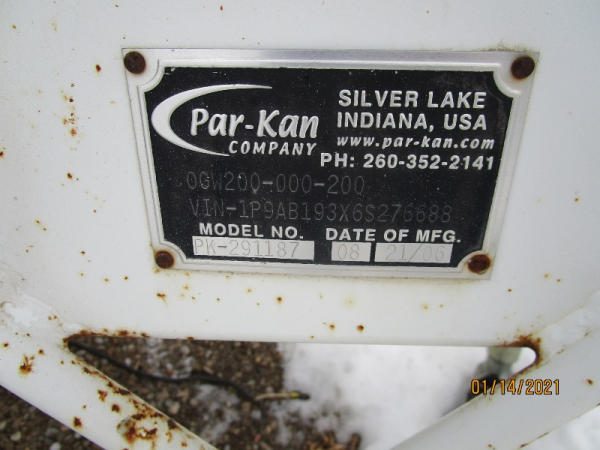 Par-Kan
COMPANY
SILVER LAKE
INDIANA, USA
www.par-kan.com
PH: 260-352-2141
0GW200-000-200
VIN-1P9AB193X6S276688
MODEL NO. DATE OF MFG.
PK-291187 08 21/06
01/14/2021